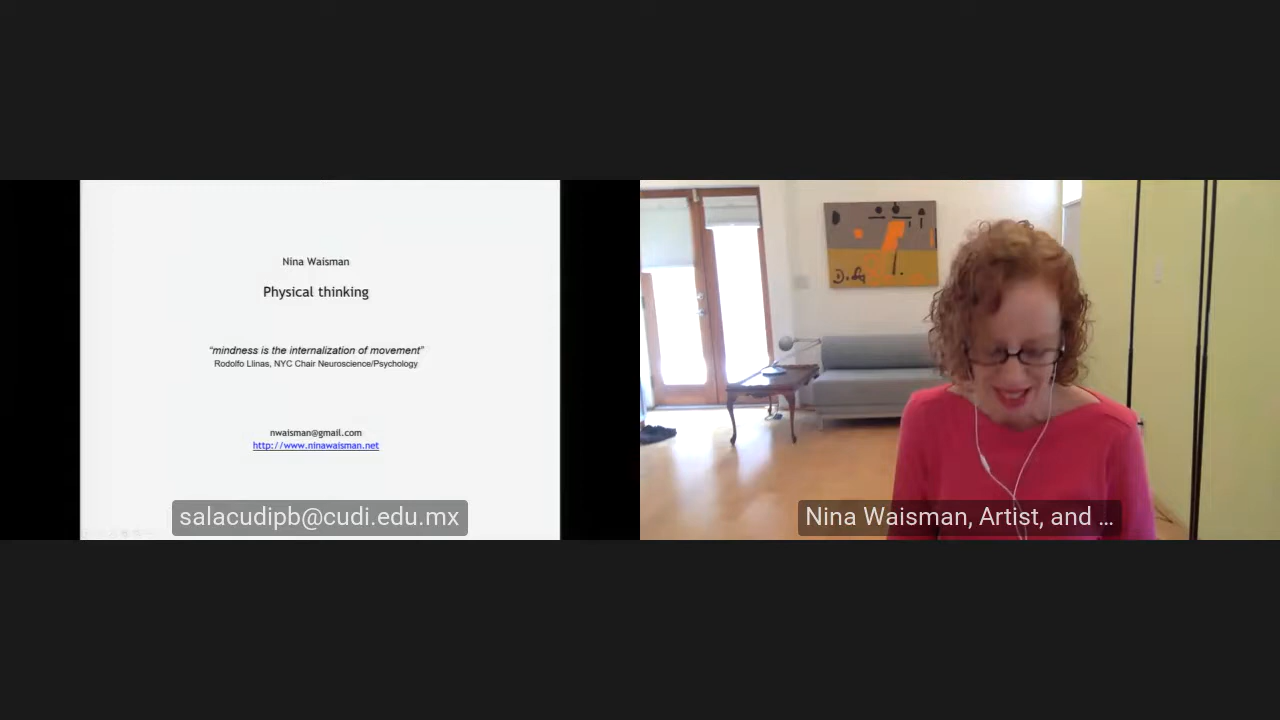 Nina Waisman
Physical thinking
“mindness is the internalization of movement”
Rodolfo Llinas, NYC Chair Neuroscience/Psychology
nwaisman@gmail.com
http://www.ninawaisman.net
salacudipb@cudi.edu.mx
Nina Waisman, Artist, and ...